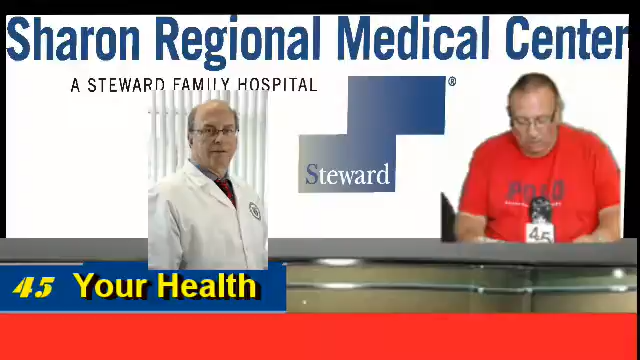 Sharon Regional Medical Center
A STEWARD FAMILY HOSPITAL
®
Steward
45
45 Your Health